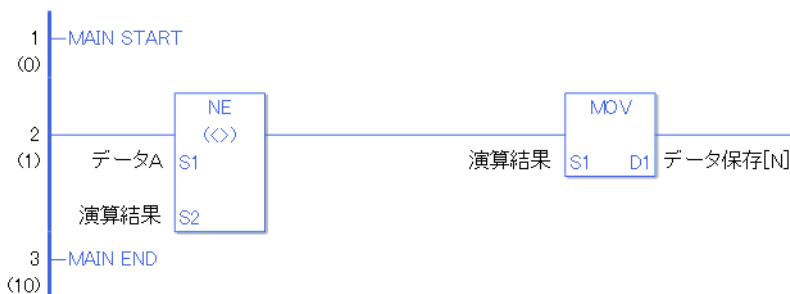 1 MAIN START
(0)
NE MOV
2 (<>)
(1) データA S1 演算結果 S1 D1 データ保存[N]
演算結果 S2
3 MAIN END
(10)